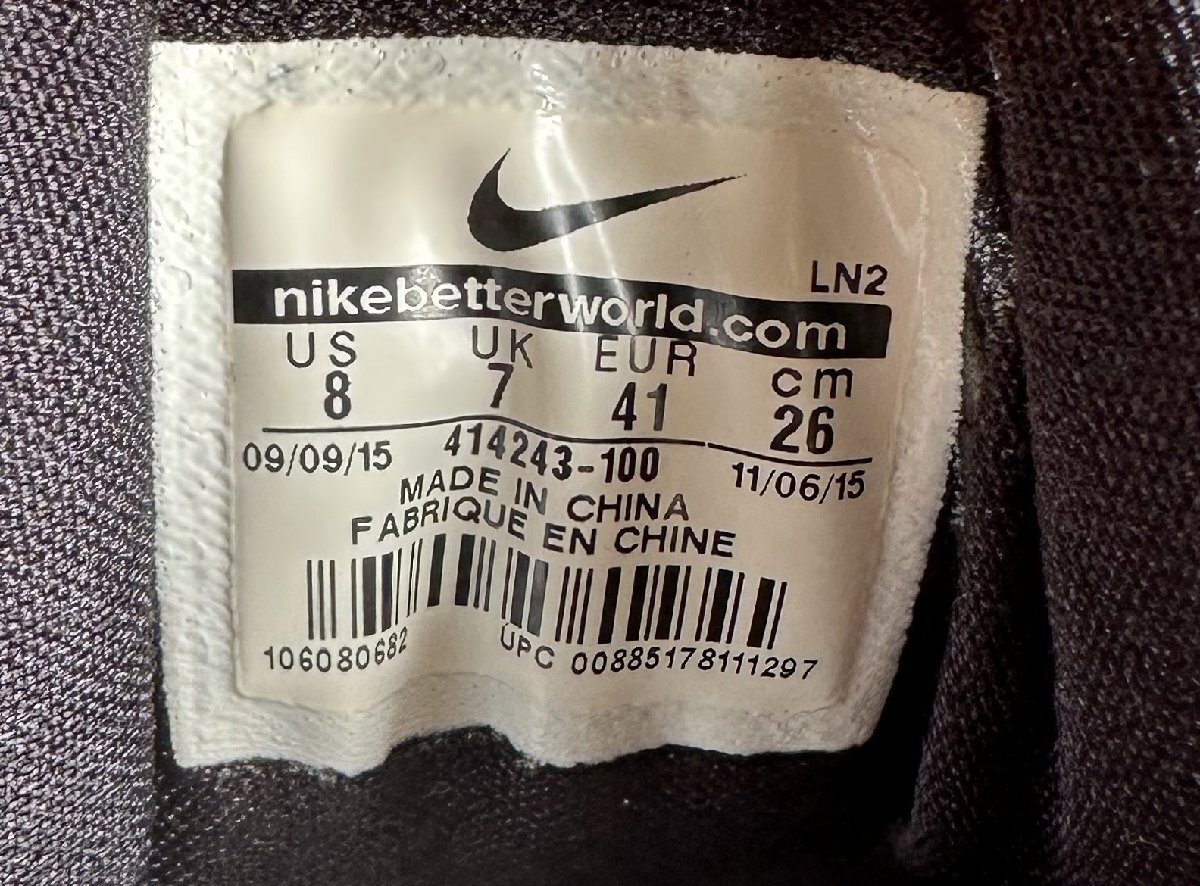 LN2
nikebetterworld.com
US UK EUR cm
8 7 41 26
09/09/15 414243-100 11/06/15
MADE IN CHINA
FABRIQUE EN CHINE
106080682 UPC 00885178111297